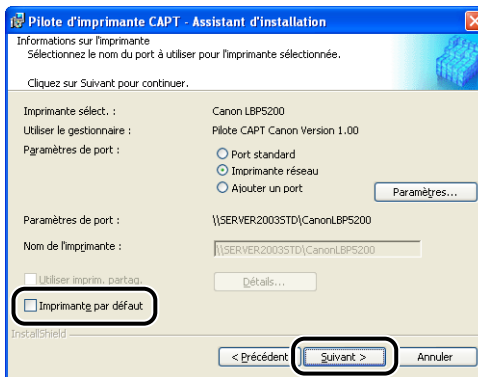 Pilote d'imprimante CAPT - Assistant d'installation
Informations sur l'imprimante
Sélectionnez le nom du port à utiliser pour l'imprimante sélectionnée.
Cliquez sur Suivant pour continuer.
Imprimante sélect. : Canon LBP5200
Utiliser le gestionnaire : Pilote CAPT Canon Version 1.00
Paramètres de port : Port standard
Imprimante réseau
Ajouter un port
Paramètres...
Paramètres de port : \\SERVER2003STD\CanonLBP5200
Nom de l'imprimante : \\SERVER2003STD\CanonLBP5200
Utiliser imprim. partag. Détails...
Imprimante par défaut
InstallShield
< Précédent Suivant > Annuler